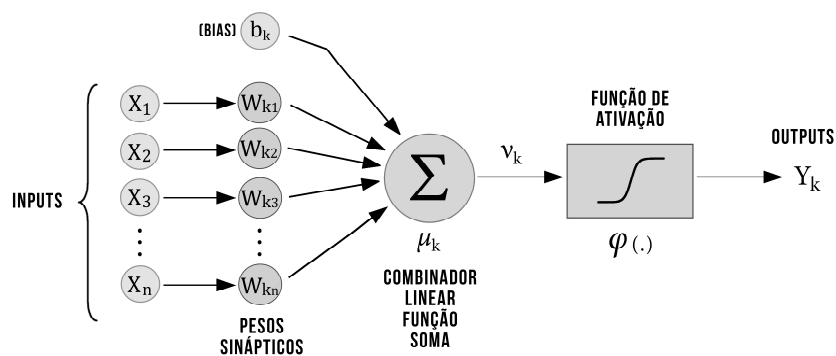 (BIAS) bk
INPUTS
X1 Wk1
X2 Wk2
X3 Wk3
Xn Wkn
PESOS
SINÁPTICOS
Σ
μk
COMBINADOR
LINEAR
FUNÇÃO
SOMA
νk
FUNÇÃO DE
ATIVAÇÃO
φ(.)
OUTPUTS
Yk